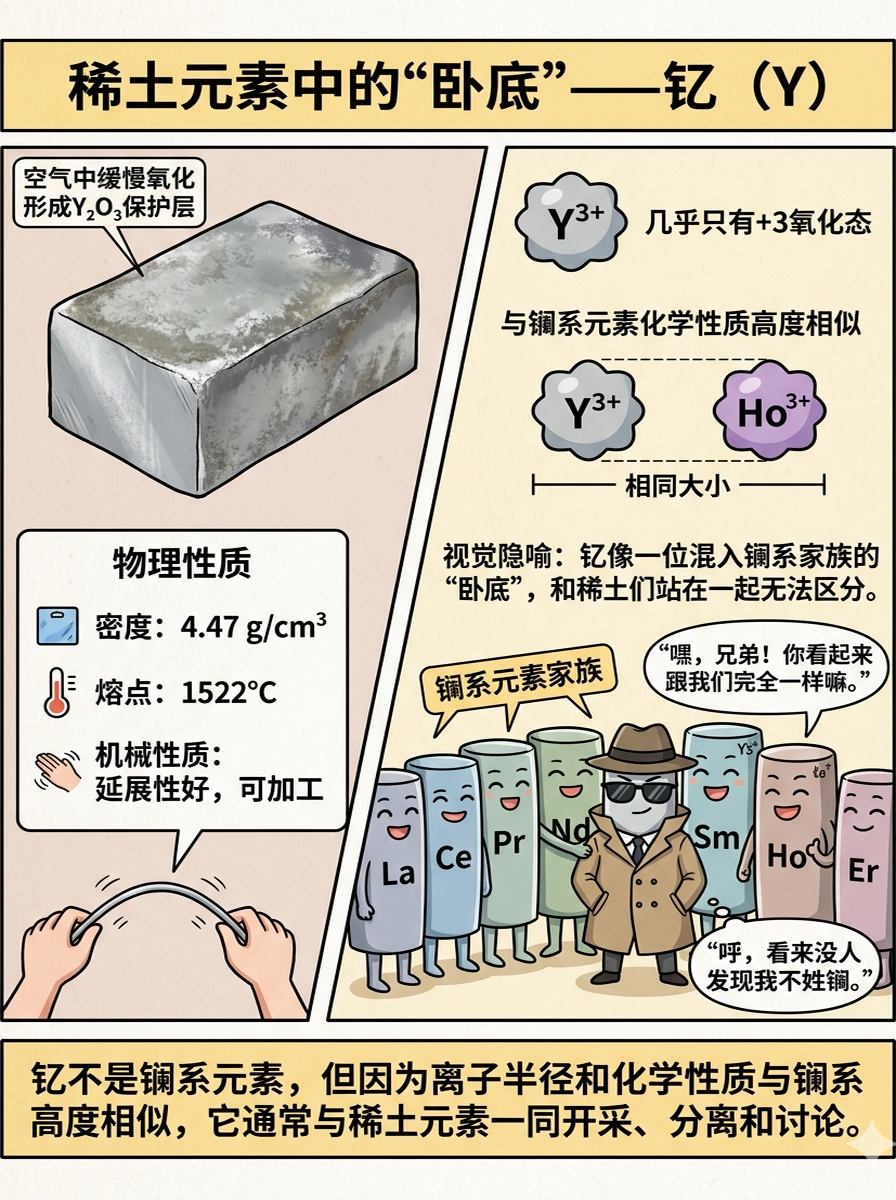 稀土元素中的“卧底”——钇（Y）
空气中缓慢氧化
形成Y₂O₃保护层
物理性质
密度：4.47 g/cm³
熔点：1522°C
机械性质：
延展性好，可加工
Y³⁺
几乎只有+3氧化态
与镧系元素化学性质高度相似
Y³⁺
Ho³⁺
相同大小
视觉隐喻：钇像一位混入镧系家族的
“卧底”，和稀土们站在一起无法区分。
镧系元素家族
“嘿，兄弟！你看起来
跟我们完全一样嘛。”
La
Ce
Pr
Nd
Sm
Ho
Er
“呼，看来没人
发现我不姓镧。”
钇不是镧系元素，但因为离子半径和化学性质与镧系
高度相似，它通常与稀土元素一同开采、分离和讨论。